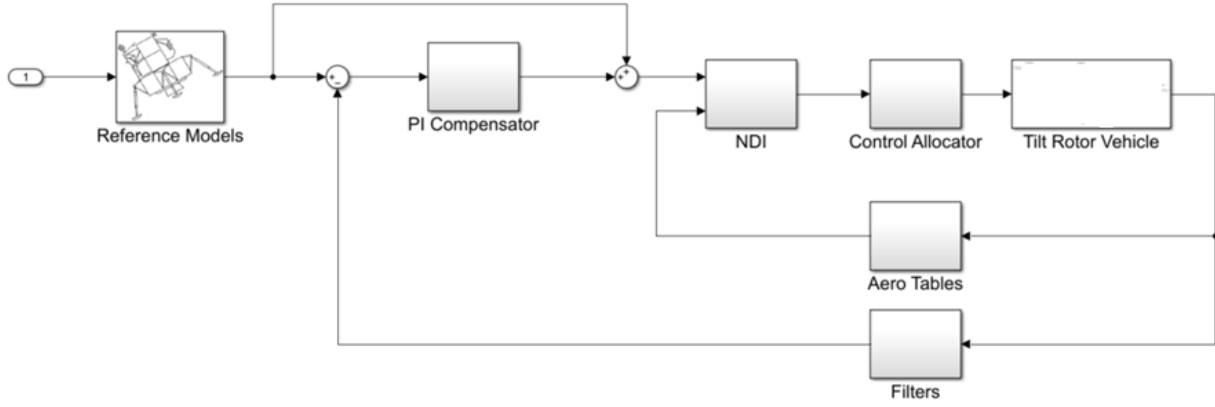 1
Reference Models
PI Compensator
NDI
Control Allocator
Tilt Rotor Vehicle
Aero Tables
Filters